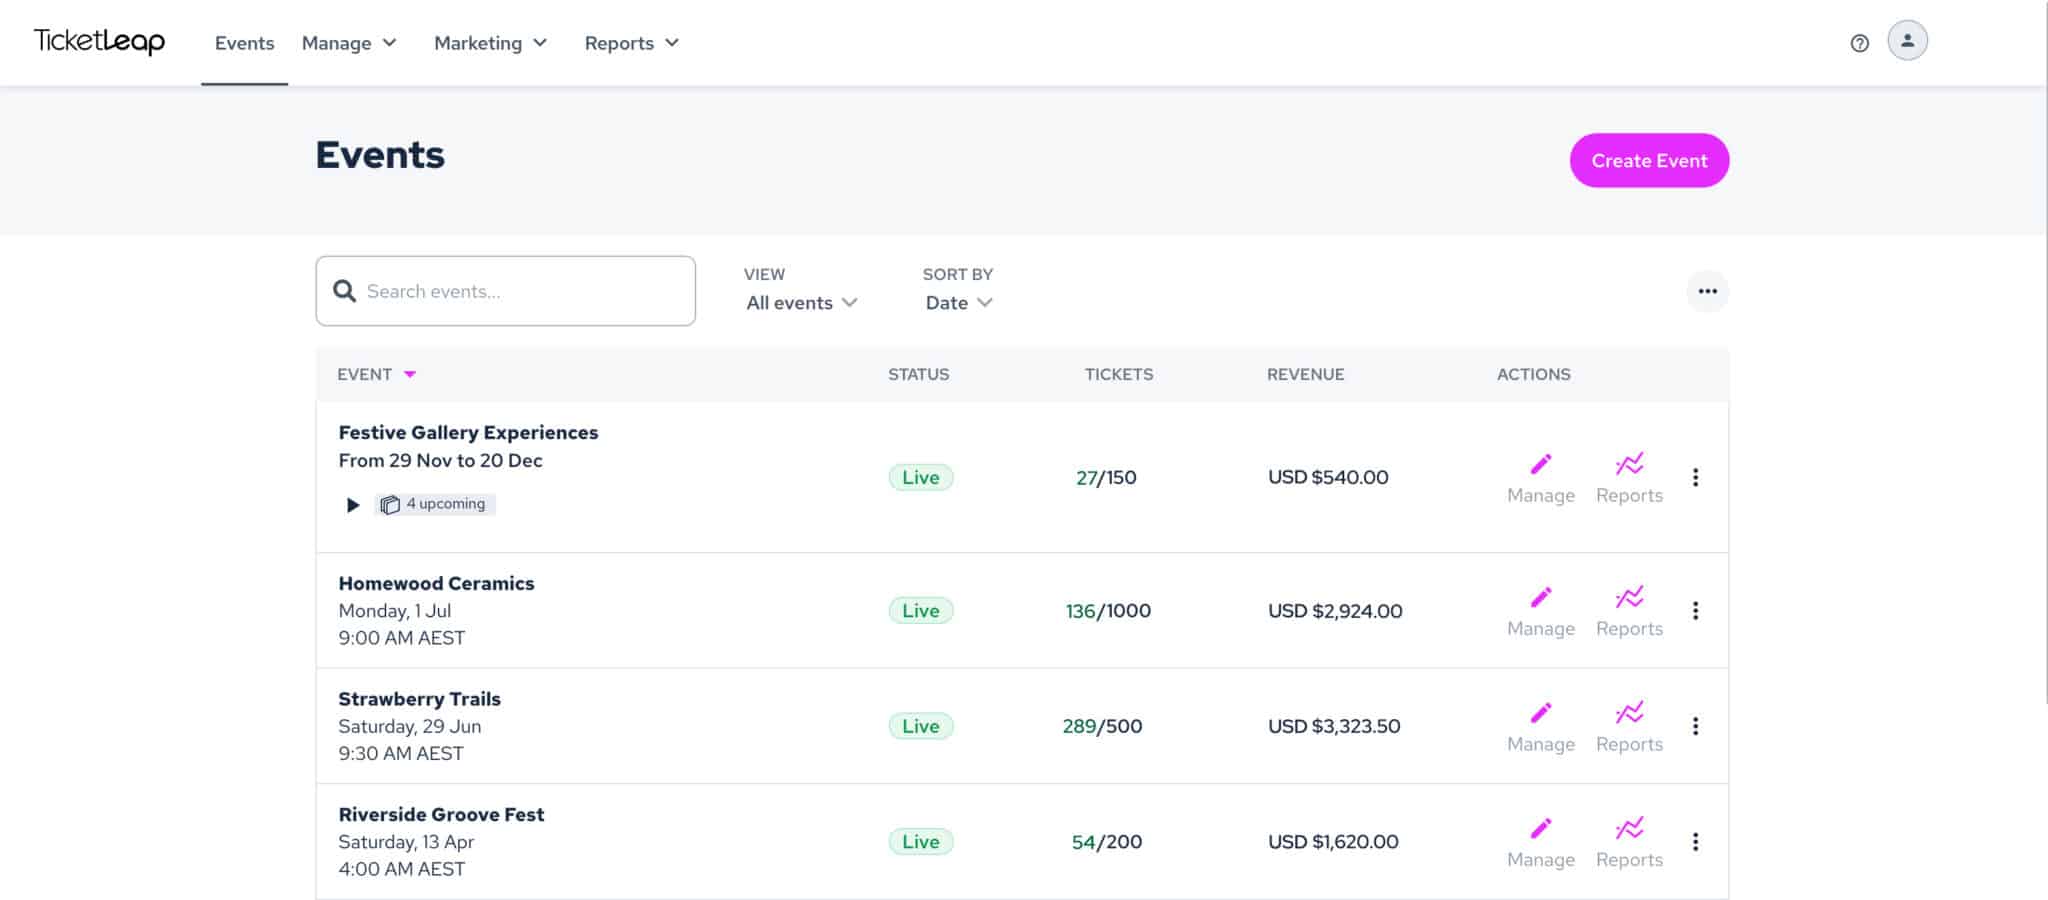 TicketLeap Events Manage Marketing Reports
Events
Create Event
Search events...
VIEW
All events
SORT BY
Date
EVENT STATUS TICKETS REVENUE ACTIONS
Festive Gallery Experiences
From 29 Nov to 20 Dec
4 upcoming
Live
27/150
USD $540.00
Manage Reports
Homewood Ceramics
Monday, 1 Jul
9:00 AM AEST
Live
136/1000
USD $2,924.00
Manage Reports
Strawberry Trails
Saturday, 29 Jun
9:30 AM AEST
Live
289/500
USD $3,323.50
Manage Reports
Riverside Groove Fest
Saturday, 13 Apr
4:00 AM AEST
Live
54/200
USD $1,620.00
Manage Reports